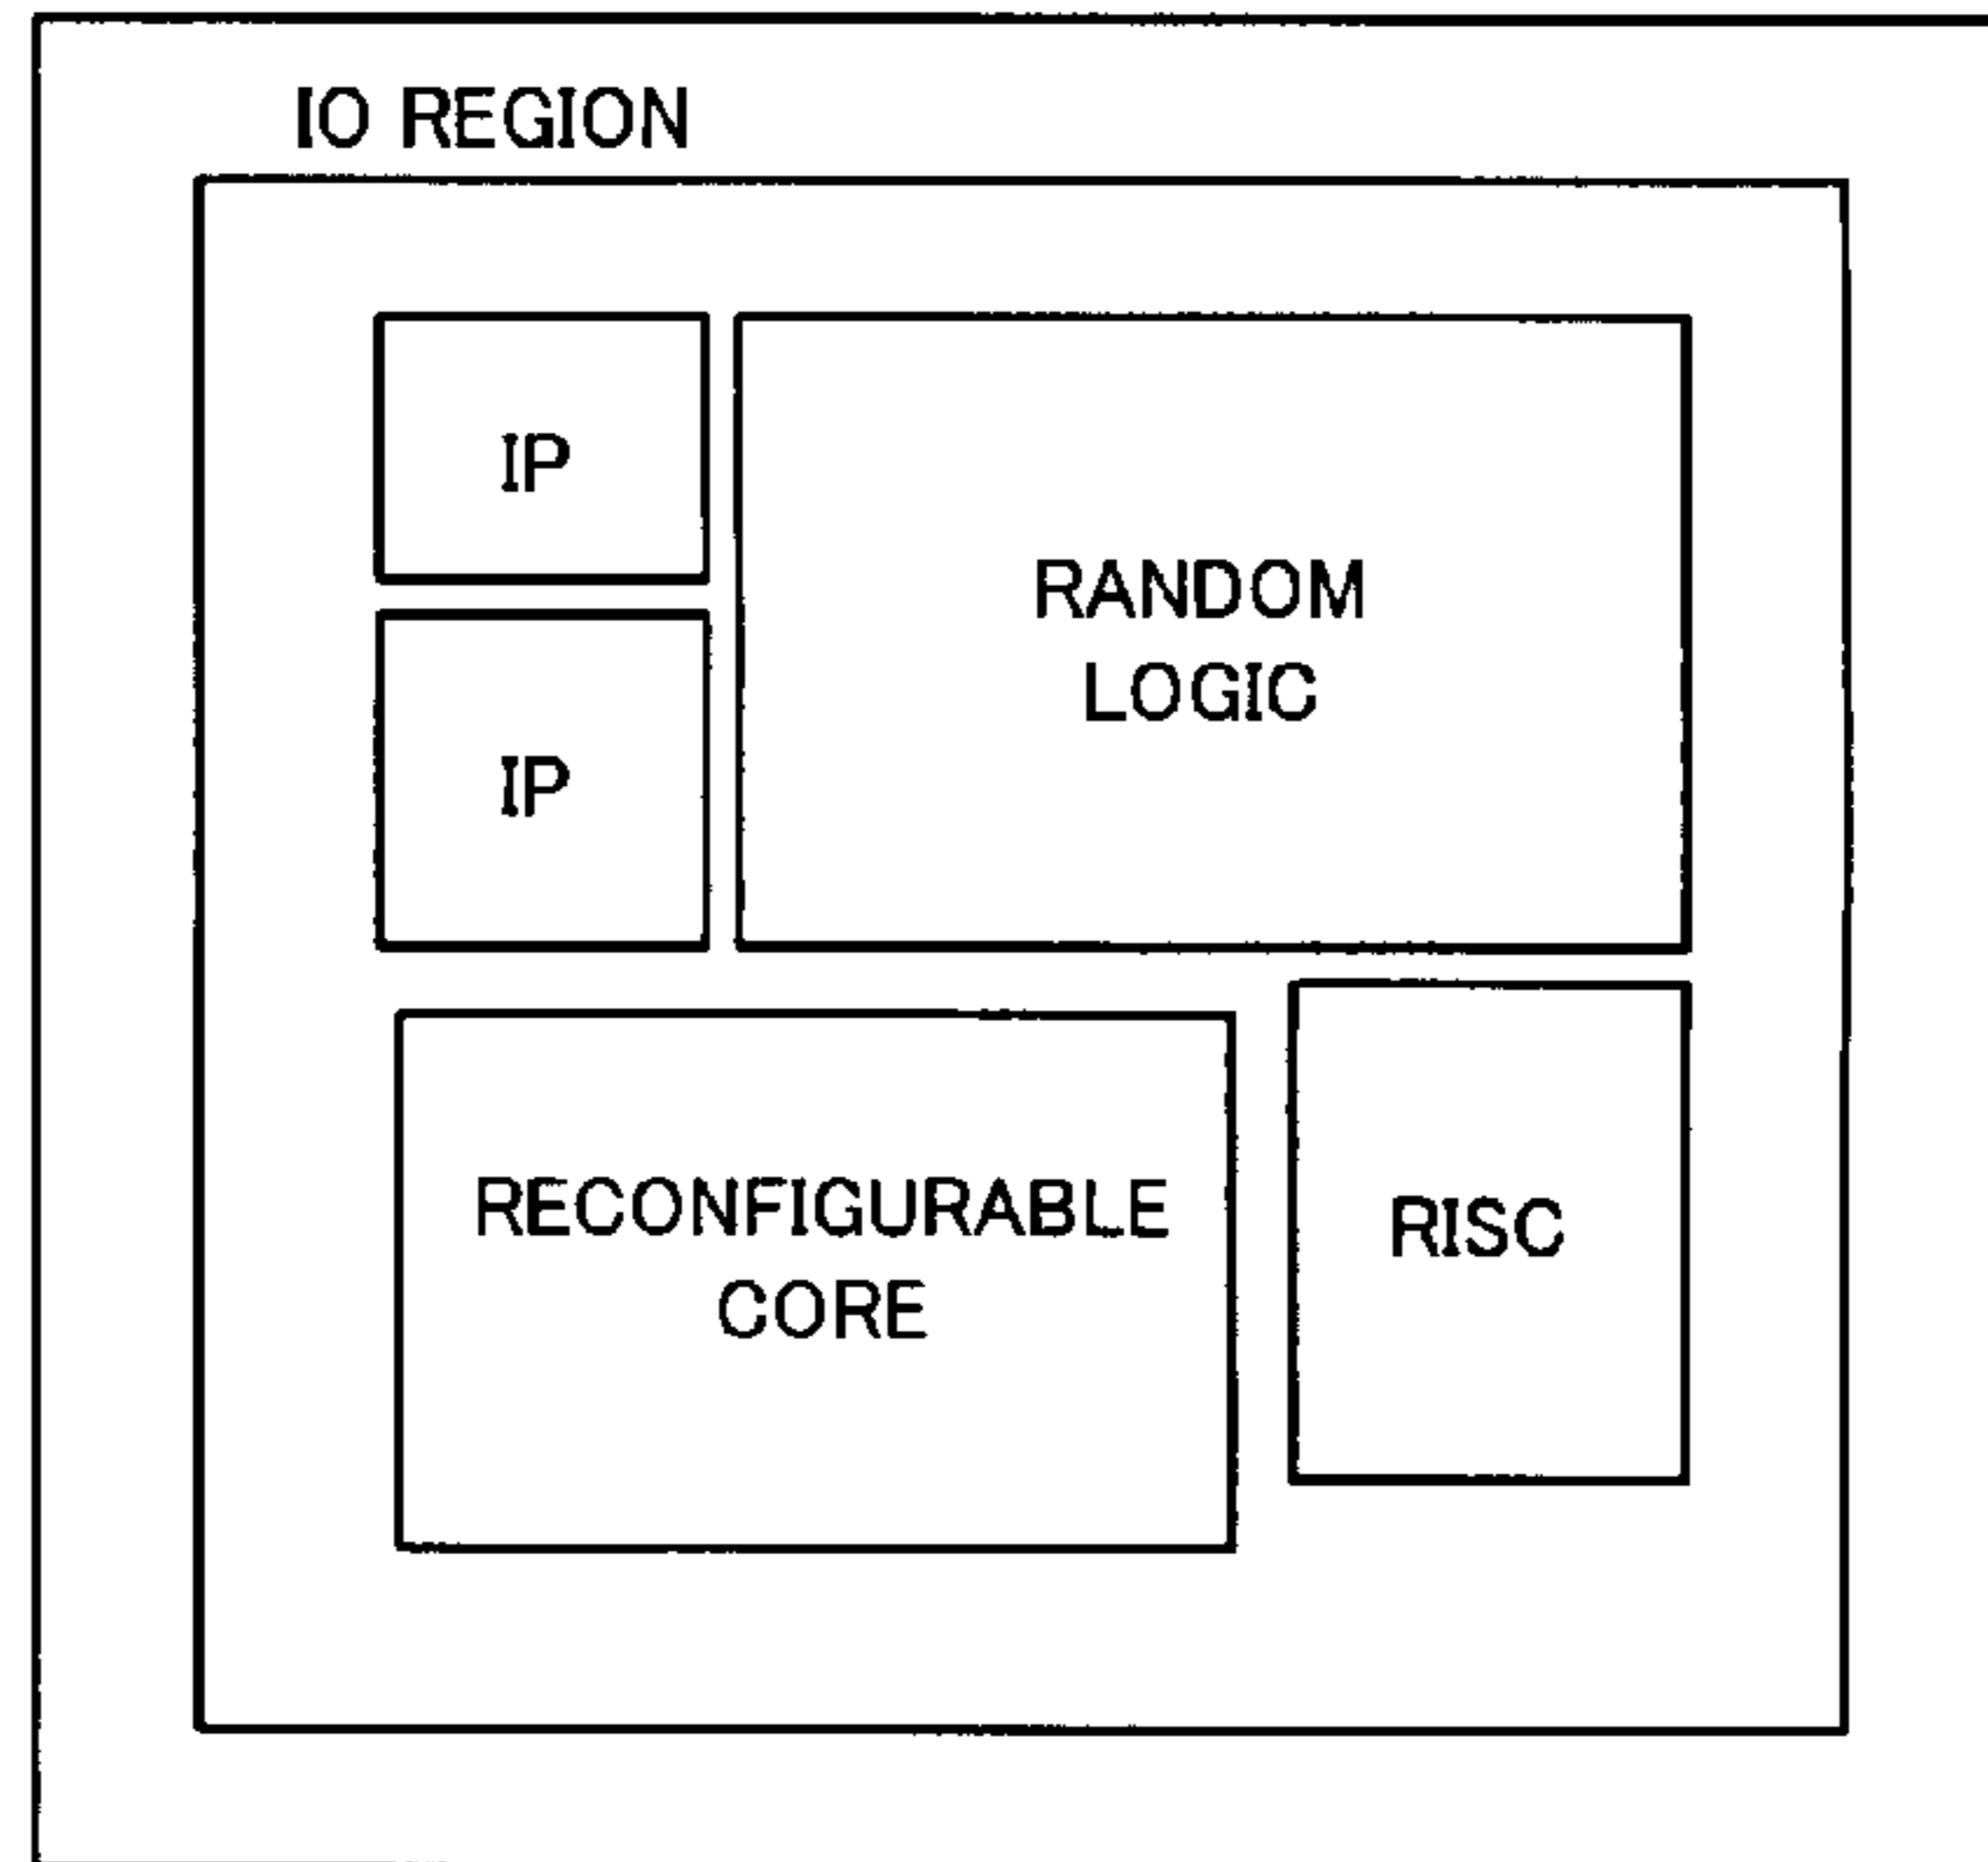 IO REGION
IP
RANDOM
LOGIC
IP
RECONFIGURABLE
CORE
RISC